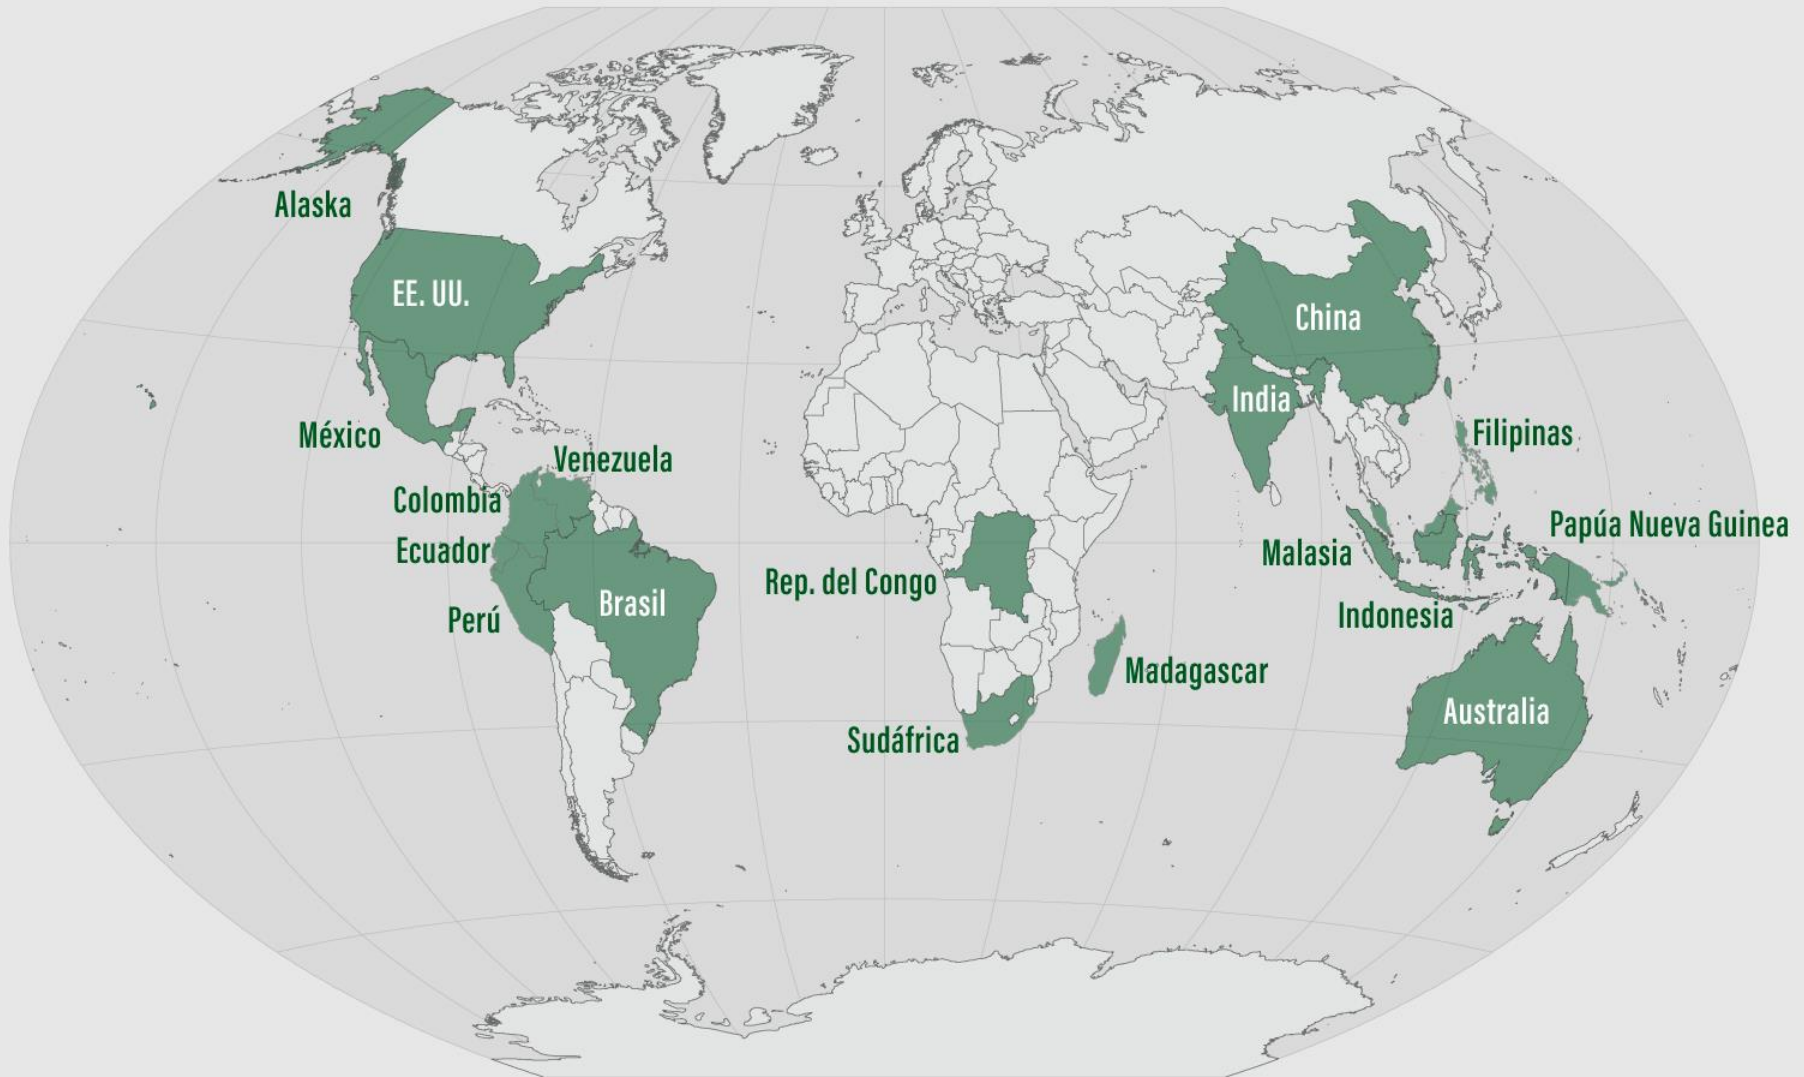 Alaska
EE. UU.
China
India
México
Filipinas
Venezuela
Colombia
Papúa Nueva Guinea
Ecuador
Malasia
Rep. del Congo
Brasil
Perú
Indonesia
Madagascar
Australia
Sudáfrica